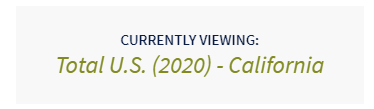 CURRENTLY VIEWING:
Total U.S. (2020) - California